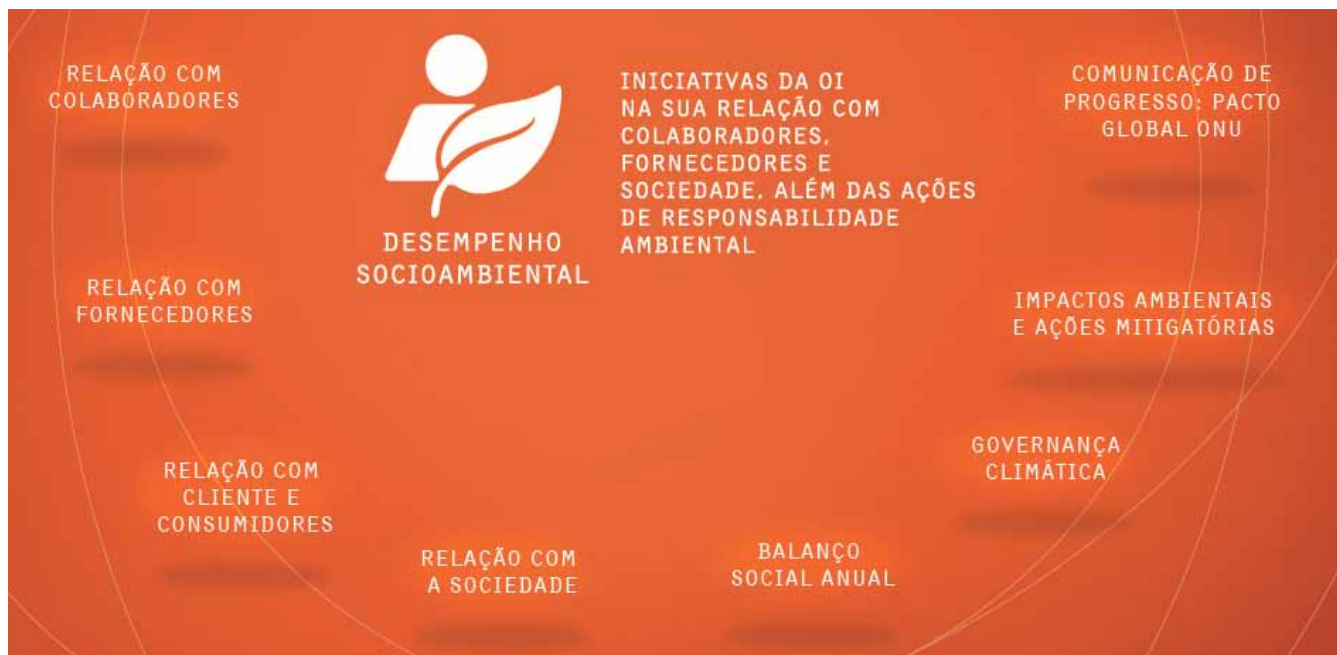 RELAÇÃO COM
COLABORADORES
DESEMPENHO
SOCIOAMBIENTAL
INICIATIVAS DA OI
NA SUA RELAÇÃO COM
COLABORADORES,
FORNECEDORES E
SOCIEDADE, ALÉM DAS AÇÕES
DE RESPONSABILIDADE
AMBIENTAL
COMUNICAÇÃO DE
PROGRESSO: PACTO
GLOBAL ONU
RELAÇÃO COM
FORNECEDORES
IMPACTOS AMBIENTAIS
E AÇÕES MITIGATÓRIAS
RELAÇÃO COM
CLIENTE E
CONSUMIDORES
GOVERNANÇA
CLIMÁTICA
RELAÇÃO COM
A SOCIEDADE
BALANÇO
SOCIAL ANUAL